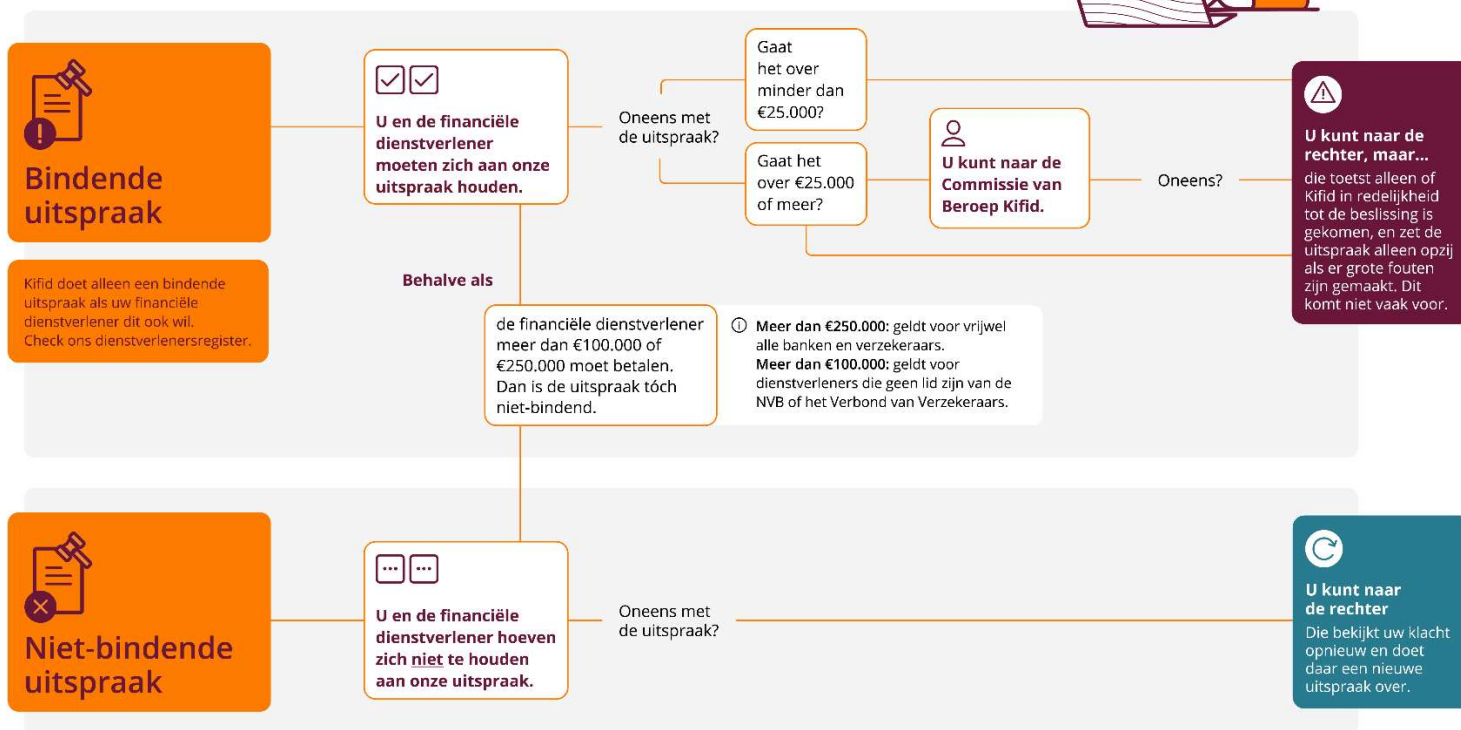 Bindende
uitspraak
Kifid doet alleen een bindende
uitspraak als uw financiële
dienstverlener dit ook wil.
Check ons dienstverlenersregister.
U en de financiële
dienstverlener
moeten zich aan onze
uitspraak houden.
Oneens met
de uitspraak?
Gaat
het over
minder dan
€25.000?
Gaat het
over €25.000
of meer?
U kunt naar de
Commissie van
Beroep Kifid.
Oneens?
U kunt naar de
rechter, maar...
die toetst alleen of
Kifid in redelijkheid
tot de beslissing is
gekomen, en zet de
uitspraak alleen opzij
als er grote fouten
zijn gemaakt. Dit
komt niet vaak voor.
Behalve als
de financiële dienstverlener
meer dan €100.000 of
€250.000 moet betalen.
Dan is de uitspraak tóch
niet-bindend.
Meer dan €250.000: geldt voor vrijwel
alle banken en verzekeraars.
Meer dan €100.000: geldt voor
dienstverleners die geen lid zijn van de
NVB of het Verbond van Verzekeraars.
Niet-bindende
uitspraak
U en de financiële
dienstverlener hoeven
zich niet te houden
aan onze uitspraak.
Oneens met
de uitspraak?
U kunt naar
de rechter
Die bekijkt uw klacht
opnieuw en doet
daar een nieuwe
uitspraak over.